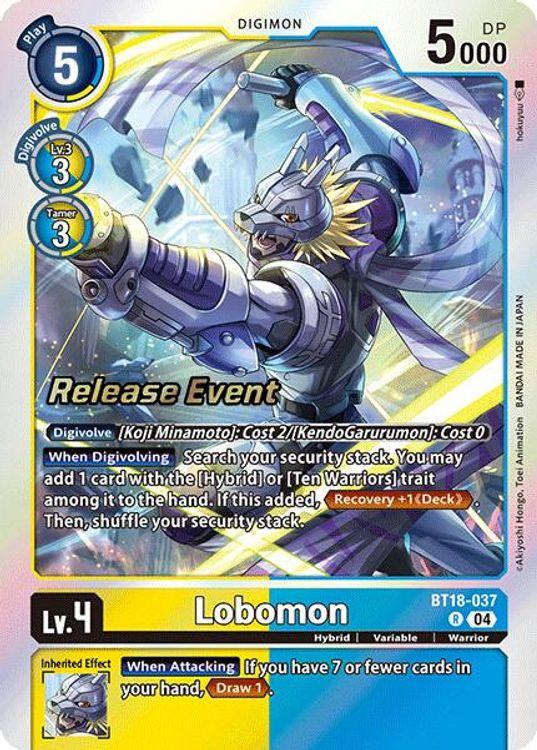 DIGIMON
Play
5
DP
5000
Digivolve
Lv.3
3
Tamer
3
hokuyuu
©Akiyoshi Hongo, Toei Animation BANDAI MADE IN JAPAN
Release Event
Digivolve [Koji Minamoto]: Cost 2/[KendoGarurumon]: Cost 0
When Digivolving Search your security stack. You may
add 1 card with the [Hybrid] or [Ten Warriors] trait
among it to the hand. If this added, Recovery +1《Deck》.
Then, shuffle your security stack.
Lv.4
Lobomon
BT18-037
R 04
Hybrid | Variable | Warrior
Inherited Effect
When Attacking If you have 7 or fewer cards in
your hand, Draw 1.